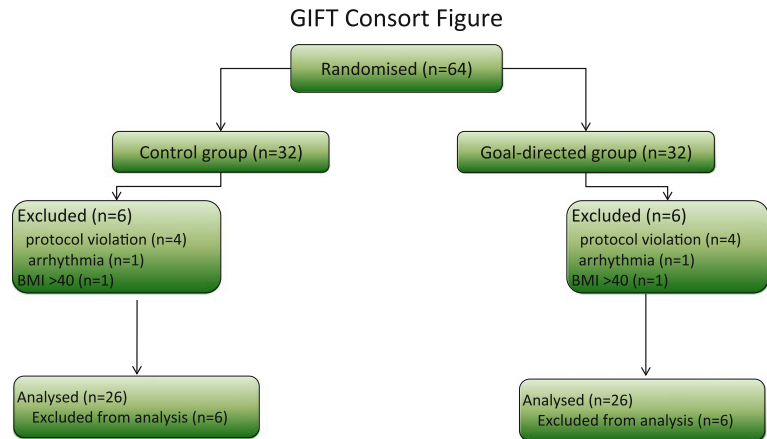 GIFT Consort Figure
Randomised (n=64)
Control group (n=32)
Goal-directed group (n=32)
Excluded (n=6)
protocol violation (n=4)
arrhythmia (n=1)
BMI >40 (n=1)
Excluded (n=6)
protocol violation (n=4)
arrhythmia (n=1)
BMI >40 (n=1)
Analysed (n=26)
Excluded from analysis (n=6)
Analysed (n=26)
Excluded from analysis (n=6)